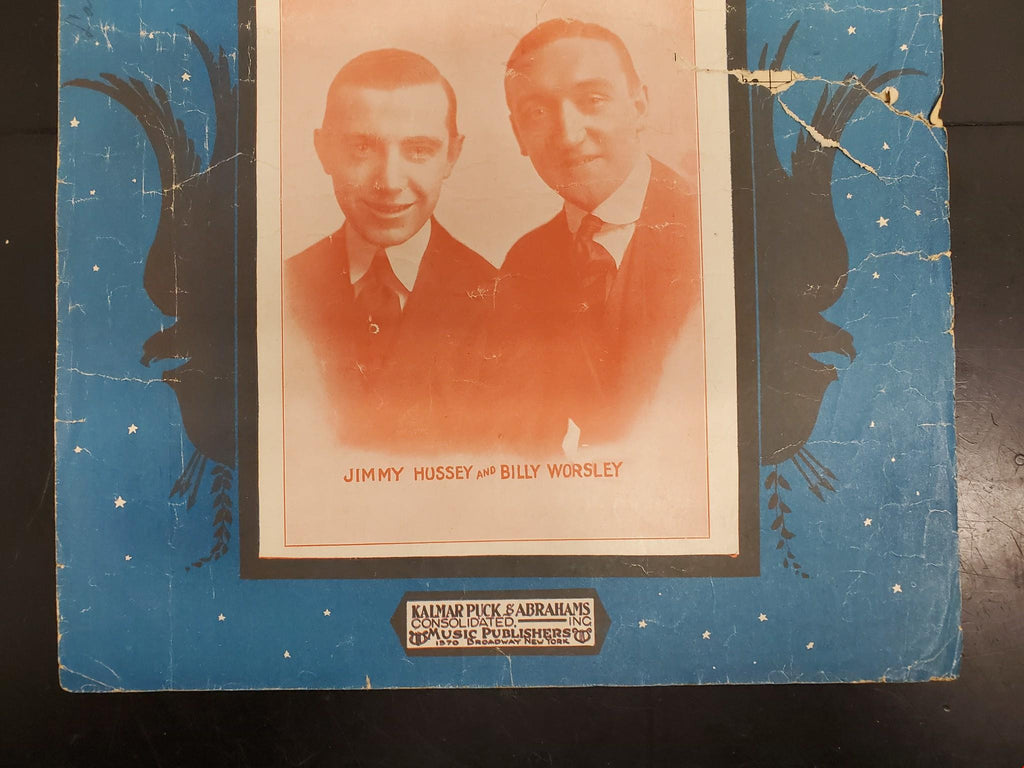 JIMMY HUSSEY AND BILLY WORSLEY
KALMAR PUCK & ABRAHAMS
CONSOLIDATED, INC
MUSIC PUBLISHERS
1570 BROADWAY NEW YORK